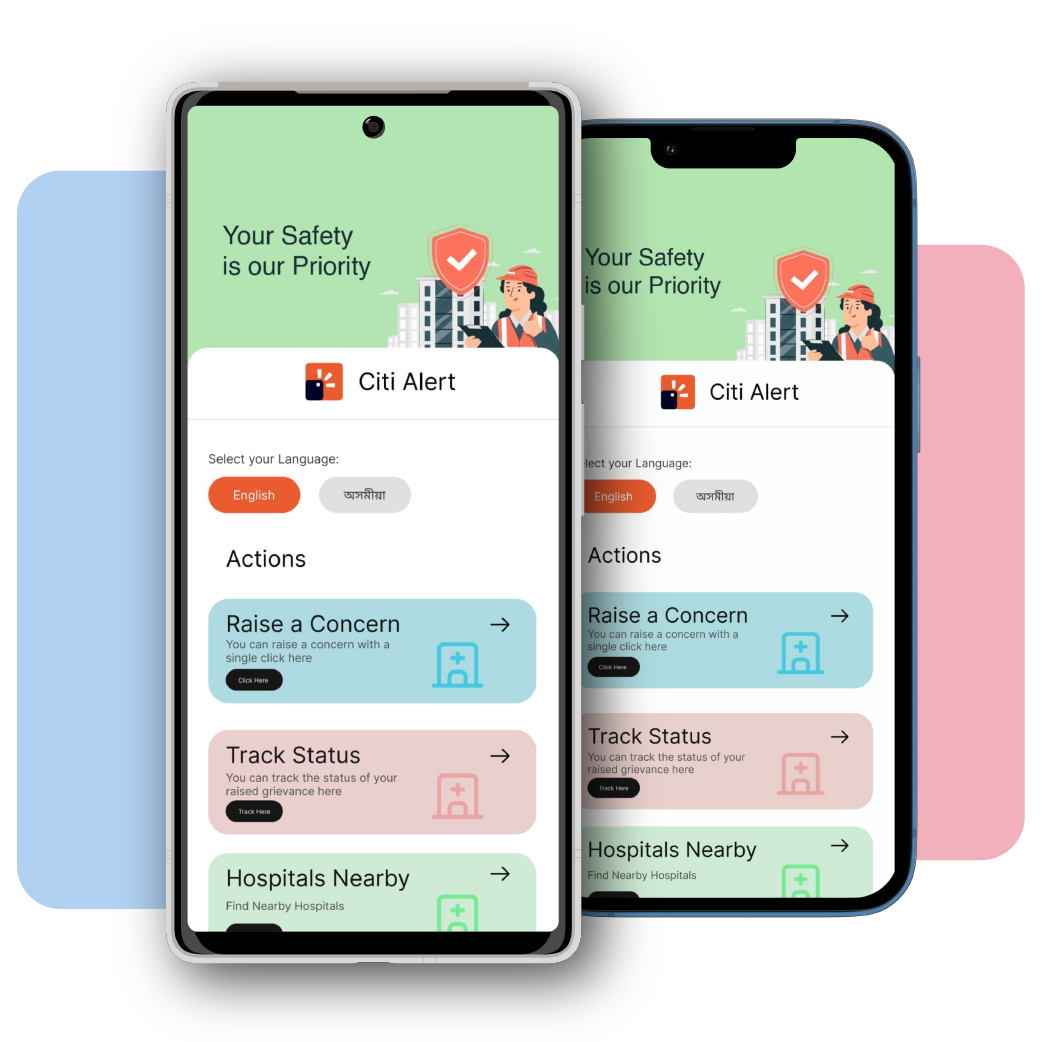 Your Safety
is our Priority
Citi Alert
Select your Language:
English
অসমীয়া
Actions
Raise a Concern
You can raise a concern with a
single click here
Click Here
Track Status
You can track the status of your
raised grievance here
Track Here
Hospitals Nearby
Find Nearby Hospitals
Your Safety
is our Priority
Citi Alert
lect your Language:
English
অসমীয়া
Actions
Raise a Concern
You can raise a concern with a
single click here
Click Here
Track Status
You can track the status of your
raised grievance here
Track Here
Hospitals Nearby
Find Nearby Hospitals